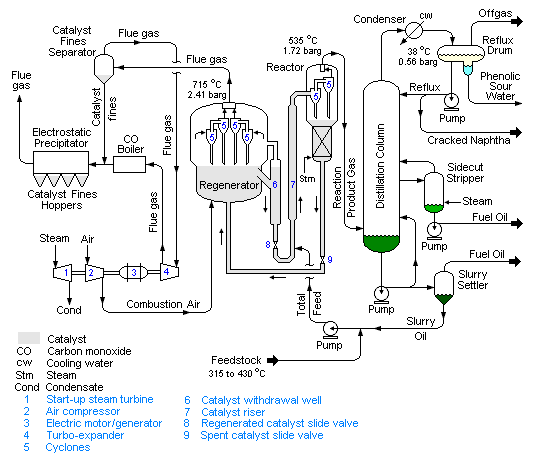 Catalyst
Fines
Separator
Flue gas
Flue gas
Flue
gas
Catalyst
fines
Flue gas
Electrostatic
Precipitator
CO
Boiler
Catalyst Fines
Hoppers
Flue gas
Steam
Air
1
2
3
4
Cond
Combustion Air
715 °C
2.41 barg
5
5
5
5
Regenerator
535 °C
1.72 barg
Reactor
5
5
6
7
Stm
8
9
Reaction
Product Gas
Total
Feed
Condenser
cw
38 °C
0.56 barg
Offgas
Reflux
Drum
Phenolic
Sour
Water
Reflux
Pump
Cracked Naphtha
Distillation Column
Sidecut
Stripper
Steam
Fuel Oil
Pump
Fuel Oil
Slurry
Settler
Pump
Slurry
Oil
Pump
Feedstock
315 to 430 °C
Catalyst
CO Carbon monoxide
cw Cooling water
Stm Steam
Cond Condensate
1 Start-up steam turbine
2 Air compressor
3 Electric motor/generator
4 Turbo-expander
5 Cyclones
6 Catalyst withdrawal well
7 Catalyst riser
8 Regenerated catalyst slide valve
9 Spent catalyst slide valve